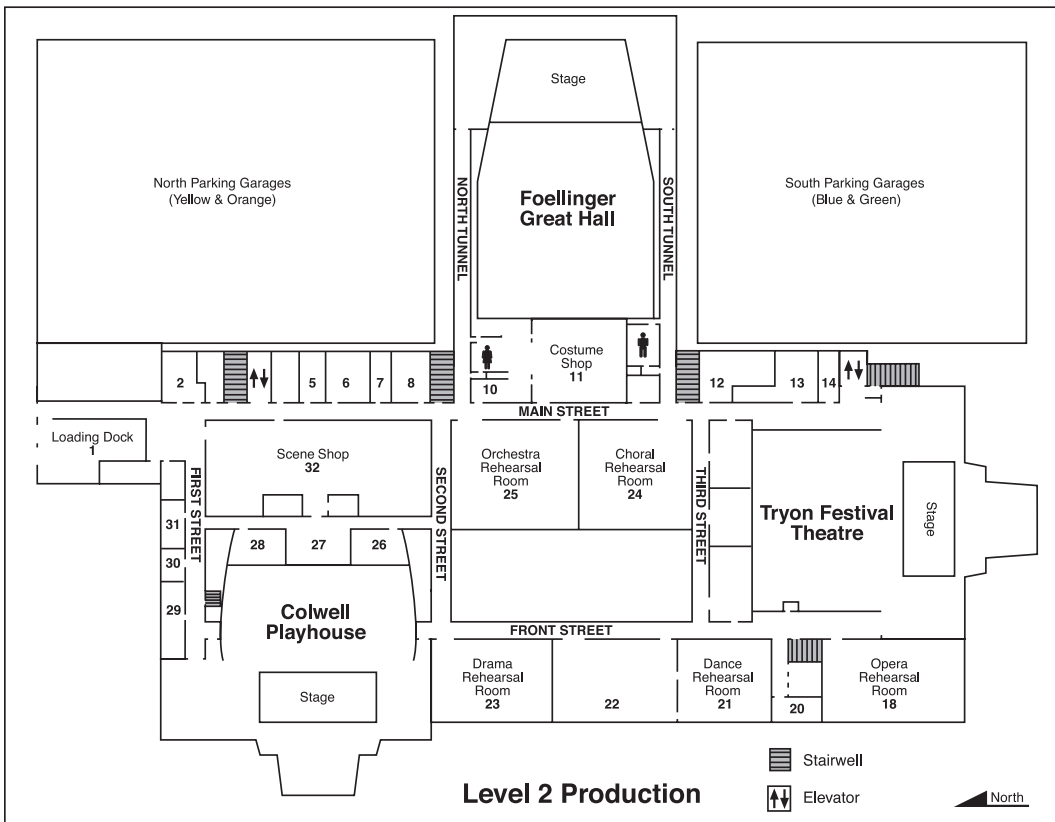 Stage
North Parking Garages
(Yellow & Orange)
NORTH TUNNEL
Foellinger
Great Hall
SOUTH TUNNEL
South Parking Garages
(Blue & Green)
2
5
6
7
8
10
Costume
Shop
11
12
13
14
MAIN STREET
Loading Dock
1
FIRST STREET
Scene Shop
32
SECOND STREET
Orchestra
Rehearsal
Room
25
Choral
Rehearsal
Room
24
THIRD STREET
Tryon Festival
Theatre
Stage
31
30
29
28
27
26
Colwell
Playhouse
Stage
FRONT STREET
Drama
Rehearsal
Room
23
22
Dance
Rehearsal
Room
21
20
Opera
Rehearsal
Room
18
Level 2 Production
Stairwell
Elevator
North